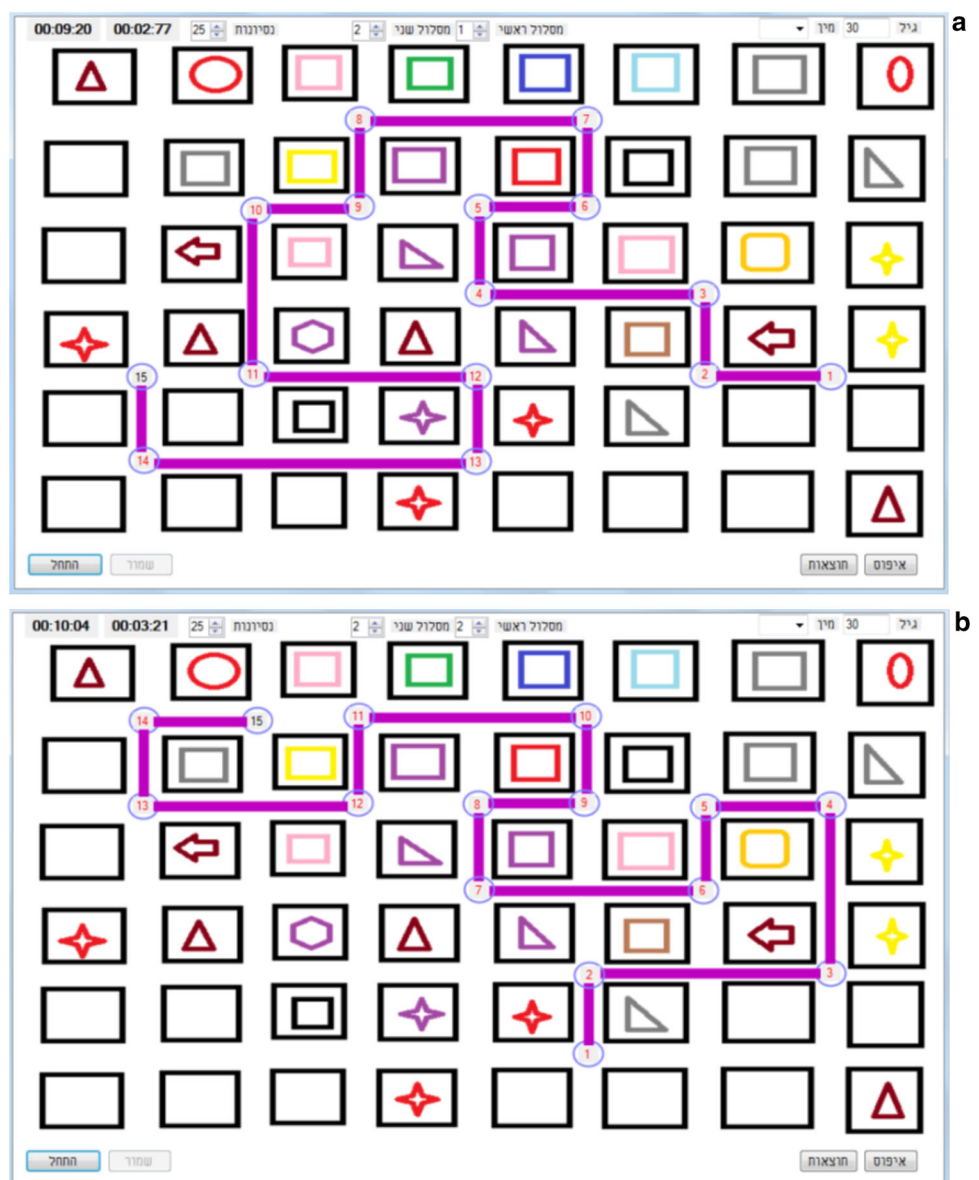 a
גיל 30 מין מסלול ראשי 1 מסלול שני 2 נסיונות 25 00:02:77 00:09:20
8 7
10 9 5 6
4 3
15 11 12 2 1
14 13
איפוס תוצאות שמור התחל
b
גיל 30 מין מסלול ראשי 2 מסלול שני 2 נסיונות 25 00:03:21 00:10:04
14 15 11 10
13 12 8 9 5 4
7 6
2 3
1
איפוס תוצאות שמור התחל